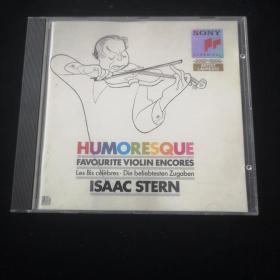 SONY
HUMORESQUE
FAVOURITE VIOLIN ENCORES
Les Bis célèbres · Die beliebtesten Zugaben
ISAAC STERN